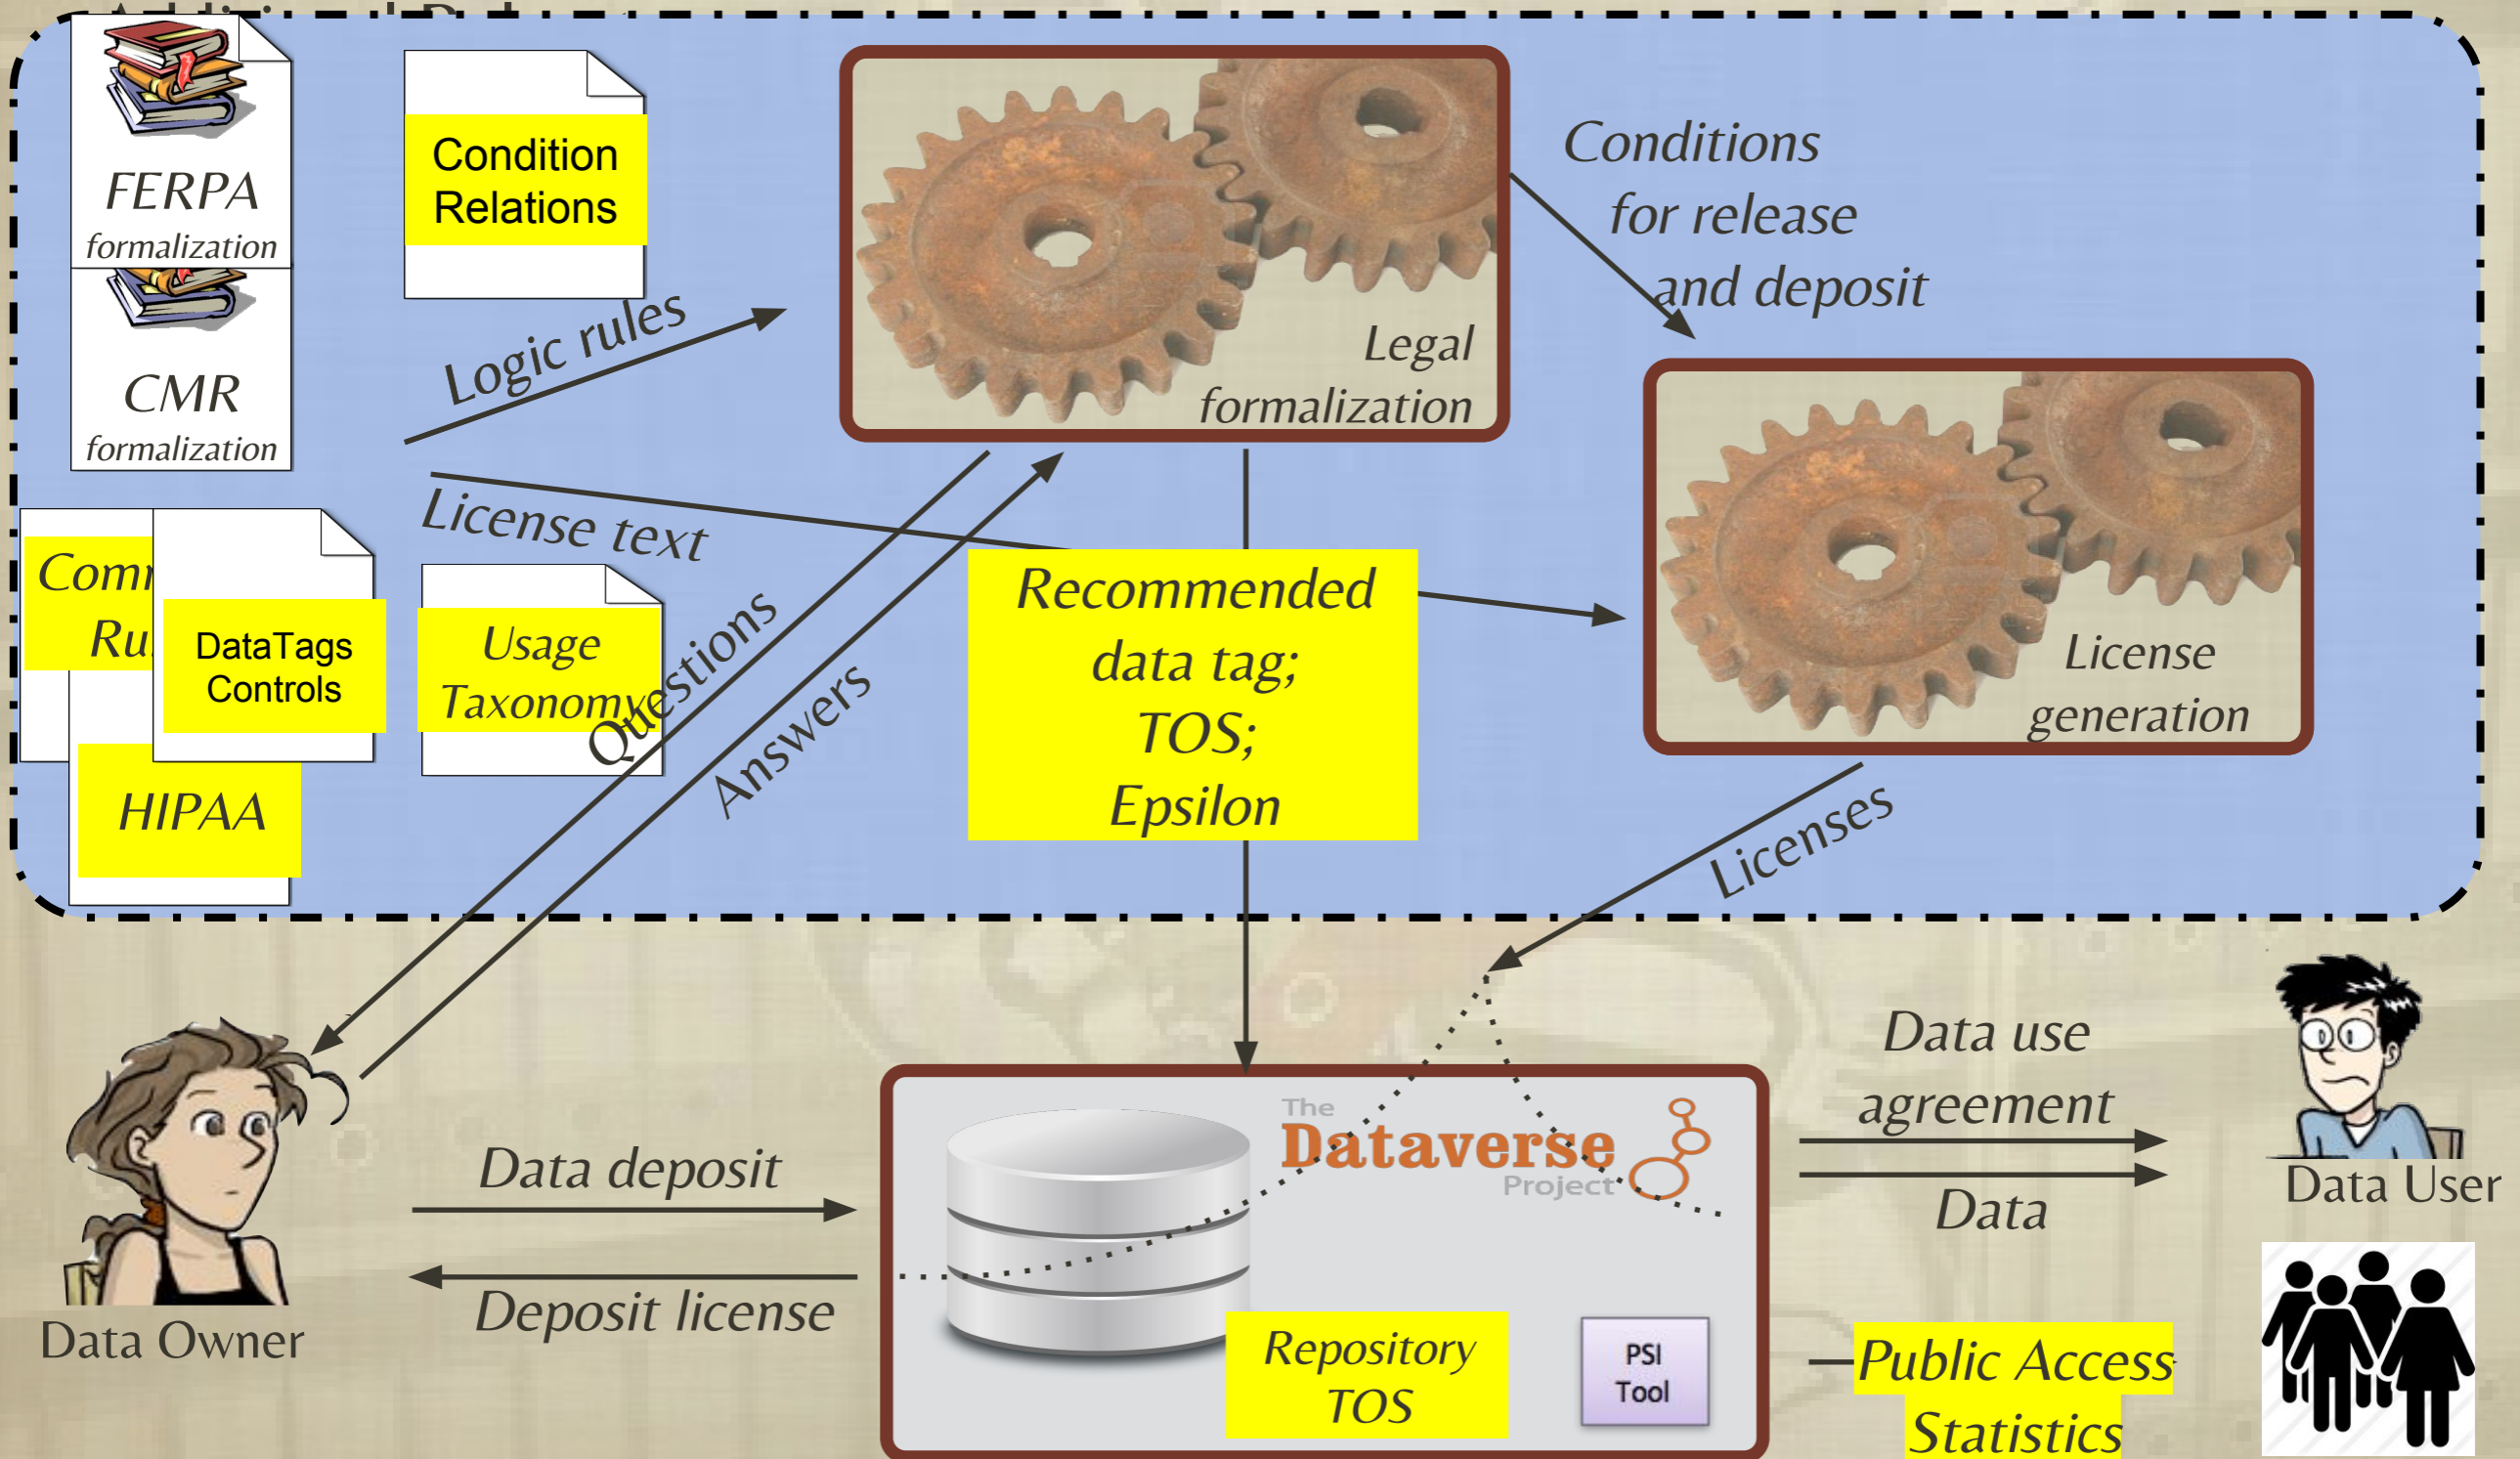 FERPA
formalization
CMR
formalization
Condition
Relations
Logic rules
License text
Legal
formalization
Conditions
for release
and deposit
DataTags
Controls
HIPAA
Usage
Taxonomy
Questions
Answers
Recommended
data tag;
TOS;
Epsilon
License
generation
Licenses
Data Owner
Data deposit
Deposit license
The
Dataverse
Project
Repository
TOS
PSI
Tool
Data use
agreement
Data
Data User
Public Access
Statistics